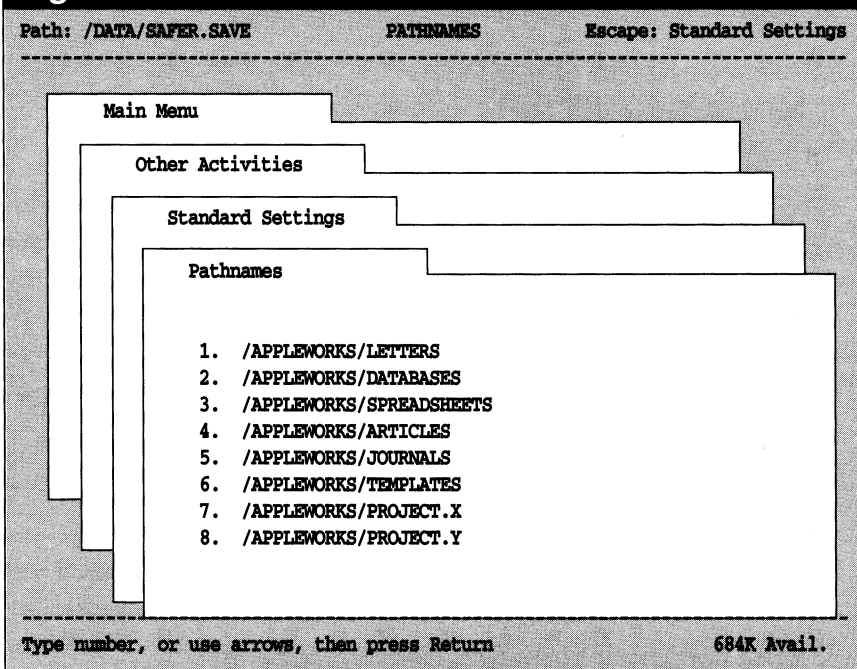 Path: /DATA/SAFER.SAVE PATHNAMES Escape: Standard Settings
Main Menu
Other Activities
Standard Settings
Pathnames
1. /APPLEWORKS/LETTERS
2. /APPLEWORKS/DATABASES
3. /APPLEWORKS/SPREADSHEETS
4. /APPLEWORKS/ARTICLES
5. /APPLEWORKS/JOURNALS
6. /APPLEWORKS/TEMPLATES
7. /APPLEWORKS/PROJECT.X
8. /APPLEWORKS/PROJECT.Y
Type number, or use arrows, then press Return 684K Avail.